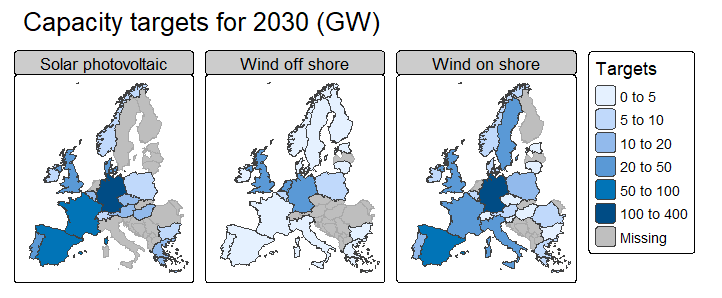 Capacity targets for 2030 (GW)
Solar photovoltaic
Wind off shore
Wind on shore
Targets
0 to 5
5 to 10
10 to 20
20 to 50
50 to 100
100 to 400
Missing